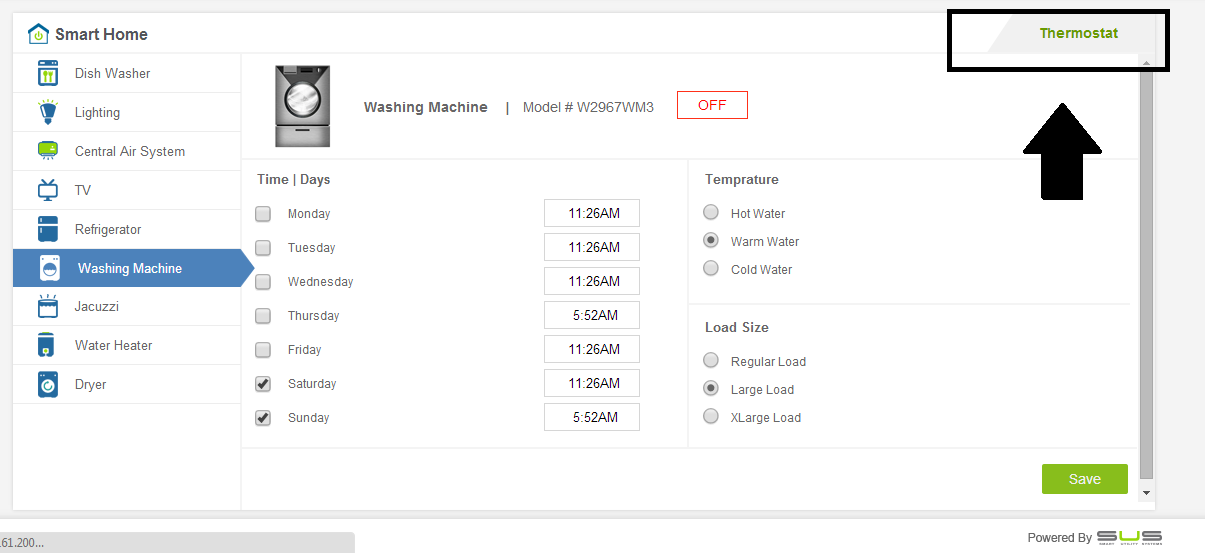 Smart Home
Thermostat
Dish Washer
Lighting
Central Air System
TV
Refrigerator
Washing Machine
Jacuzzi
Water Heater
Dryer
Washing Machine | Model # W2967WM3 OFF
Time | Days
Monday 11:26AM
Tuesday 11:26AM
Wednesday 11:26AM
Thursday 5:52AM
Friday 11:26AM
Saturday 11:26AM
Sunday 5:52AM
Temprature
Hot Water
Warm Water
Cold Water
Load Size
Regular Load
Large Load
XLarge Load
Save
61.200...
Powered By SUS
SMART UTILITY SYSTEMS